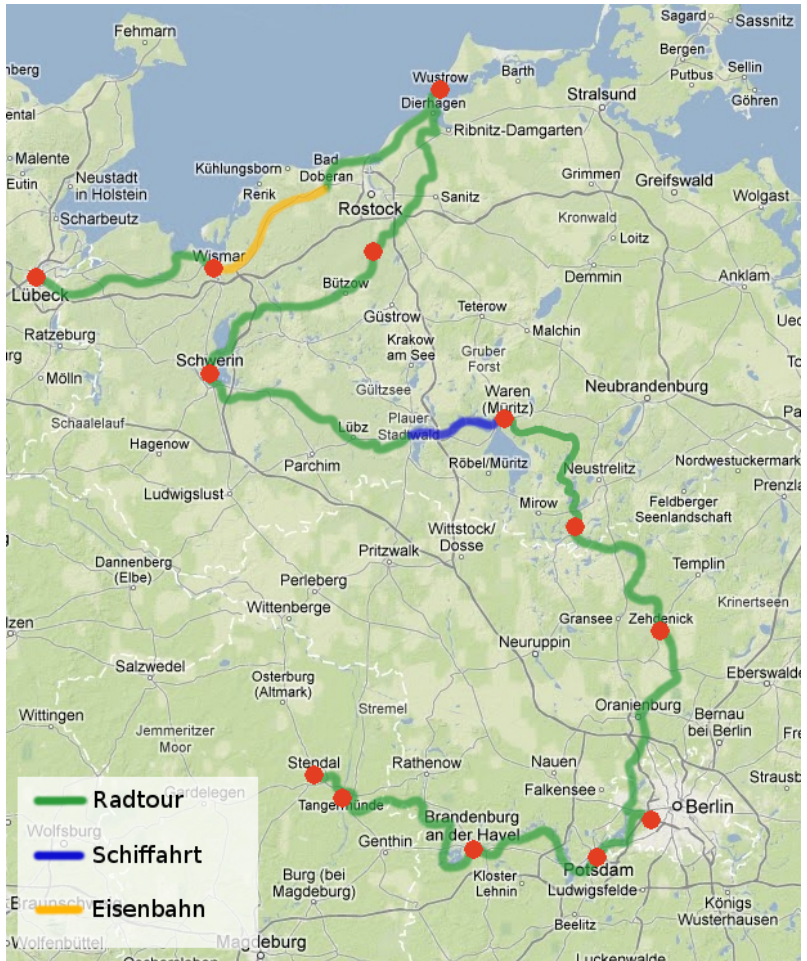 Fehmarn
Sagard
Sassnitz
Bergen
Wustrow
Barth
Sellin
Putbus
Stralsund
Göhren
Dierhagen
Ribnitz-Damgarten
Malente
Bad
Doberan
Kühlungsborn
Grimmen
Eutin
Neustadt
in Holstein
Greifswald
Rerik
Sanitz
Wolgast
Scharbeutz
Rostock
Kronwald
Loitz
Wismar
Demmin
Anklam
Bützow
Lübeck
Güstrow
Teterow
Malchin
Ratzeburg
Krakow
am See
Gruber
Forst
Schwerin
Mölln
Gültzsee
Waren
(Müritz)
Neubrandenburg
Schaalelauf
Lübz
Plauer
Stadtwald
Hagenow
Parchim
Röbel/Müritz
Neustrelitz
Nordwestuckermark
Ludwigslust
Mirow
Feldberger
Seenlandschaft
Wittstock/
Dosse
Pritzwalk
Dannenberg
(Elbe)
Templin
Perleberg
Krinertseen
Wittenberge
Gransee
Zehdenick
Neuruppin
Salzwedel
Osterburg
(Altmark)
Oranienburg
Stremel
Wittingen
Bernau
bei Berlin
Jemmeritzer
Moor
Stendal
Rathenow
Nauen
Falkensee
Radtour
Gardelegen
Tangermünde
Berlin
Brandenburg
an der Havel
Wolfsburg
Genthin
Schiffahrt
Potsdam
Kloster
Lehnin
Ludwigsfelde
Burg (bei
Magdeburg)
Eisenbahn
Königs
Wusterhausen
Beelitz
Wolfenbüttel
Magdeburg
Luckenwalde